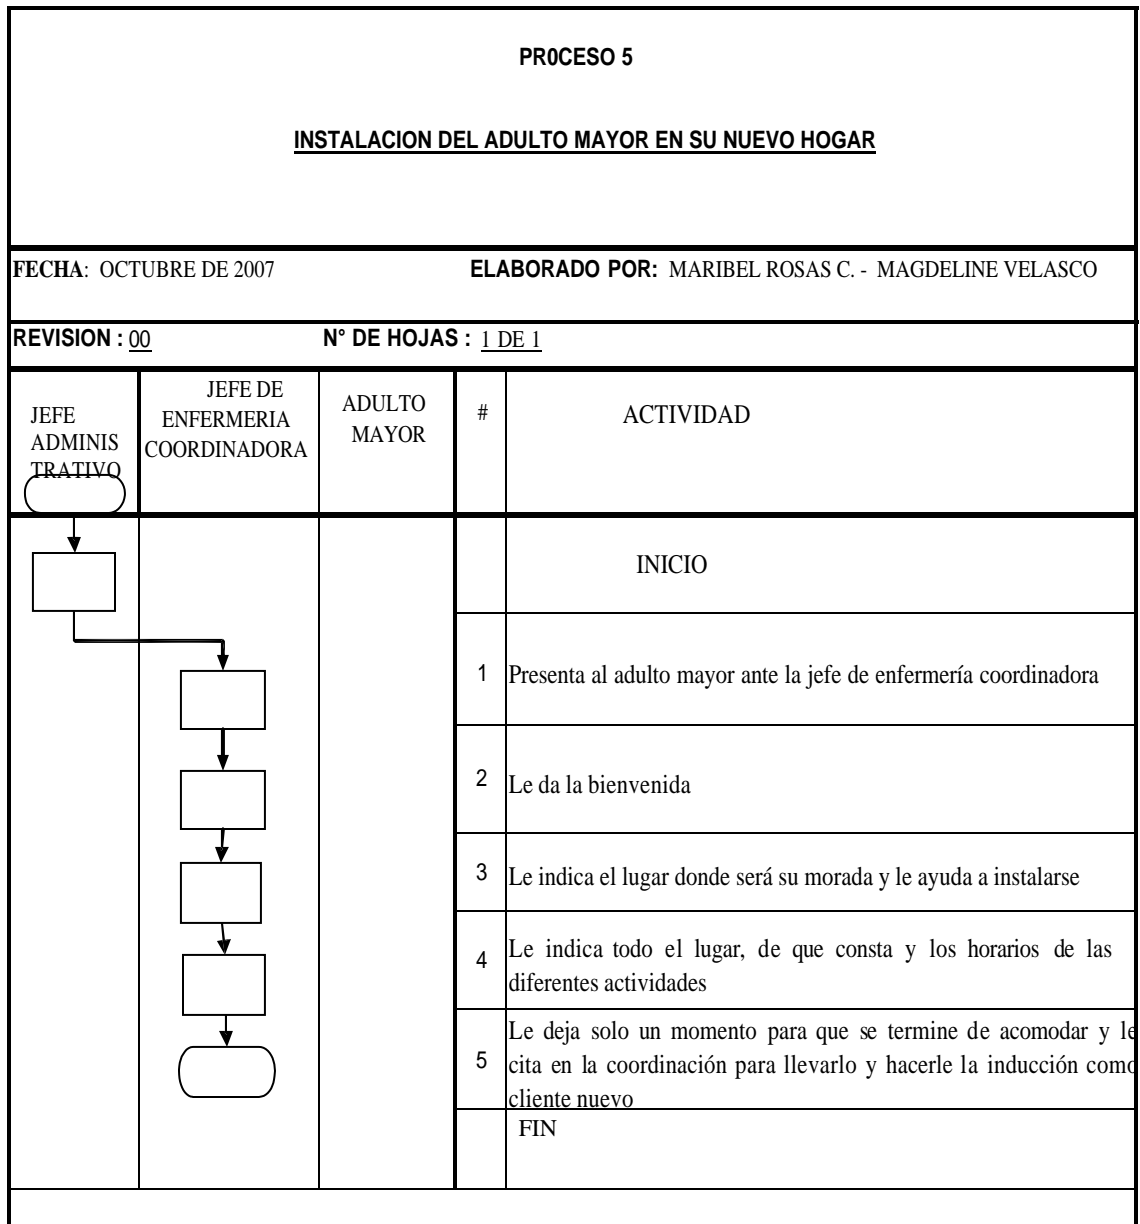 PR0CESO 5
INSTALACION DEL ADULTO MAYOR EN SU NUEVO HOGAR
FECHA: OCTUBRE DE 2007 ELABORADO POR: MARIBEL ROSAS C. - MAGDELINE VELASCO
REVISION : 00 N° DE HOJAS : 1 DE 1
JEFE
ADMINIS
TRATIVO
JEFE DE
ENFERMERIA
COORDINADORA
ADULTO
MAYOR
#
ACTIVIDAD
INICIO
1 Presenta al adulto mayor ante la jefe de enfermería coordinadora
2 Le da la bienvenida
3 Le indica el lugar donde será su morada y le ayuda a instalarse
4 Le indica todo el lugar, de que consta y los horarios de las
diferentes actividades
Le deja solo un momento para que se termine de acomodar y le
5 cita en la coordinación para llevarlo y hacerle la inducción como
cliente nuevo
FIN